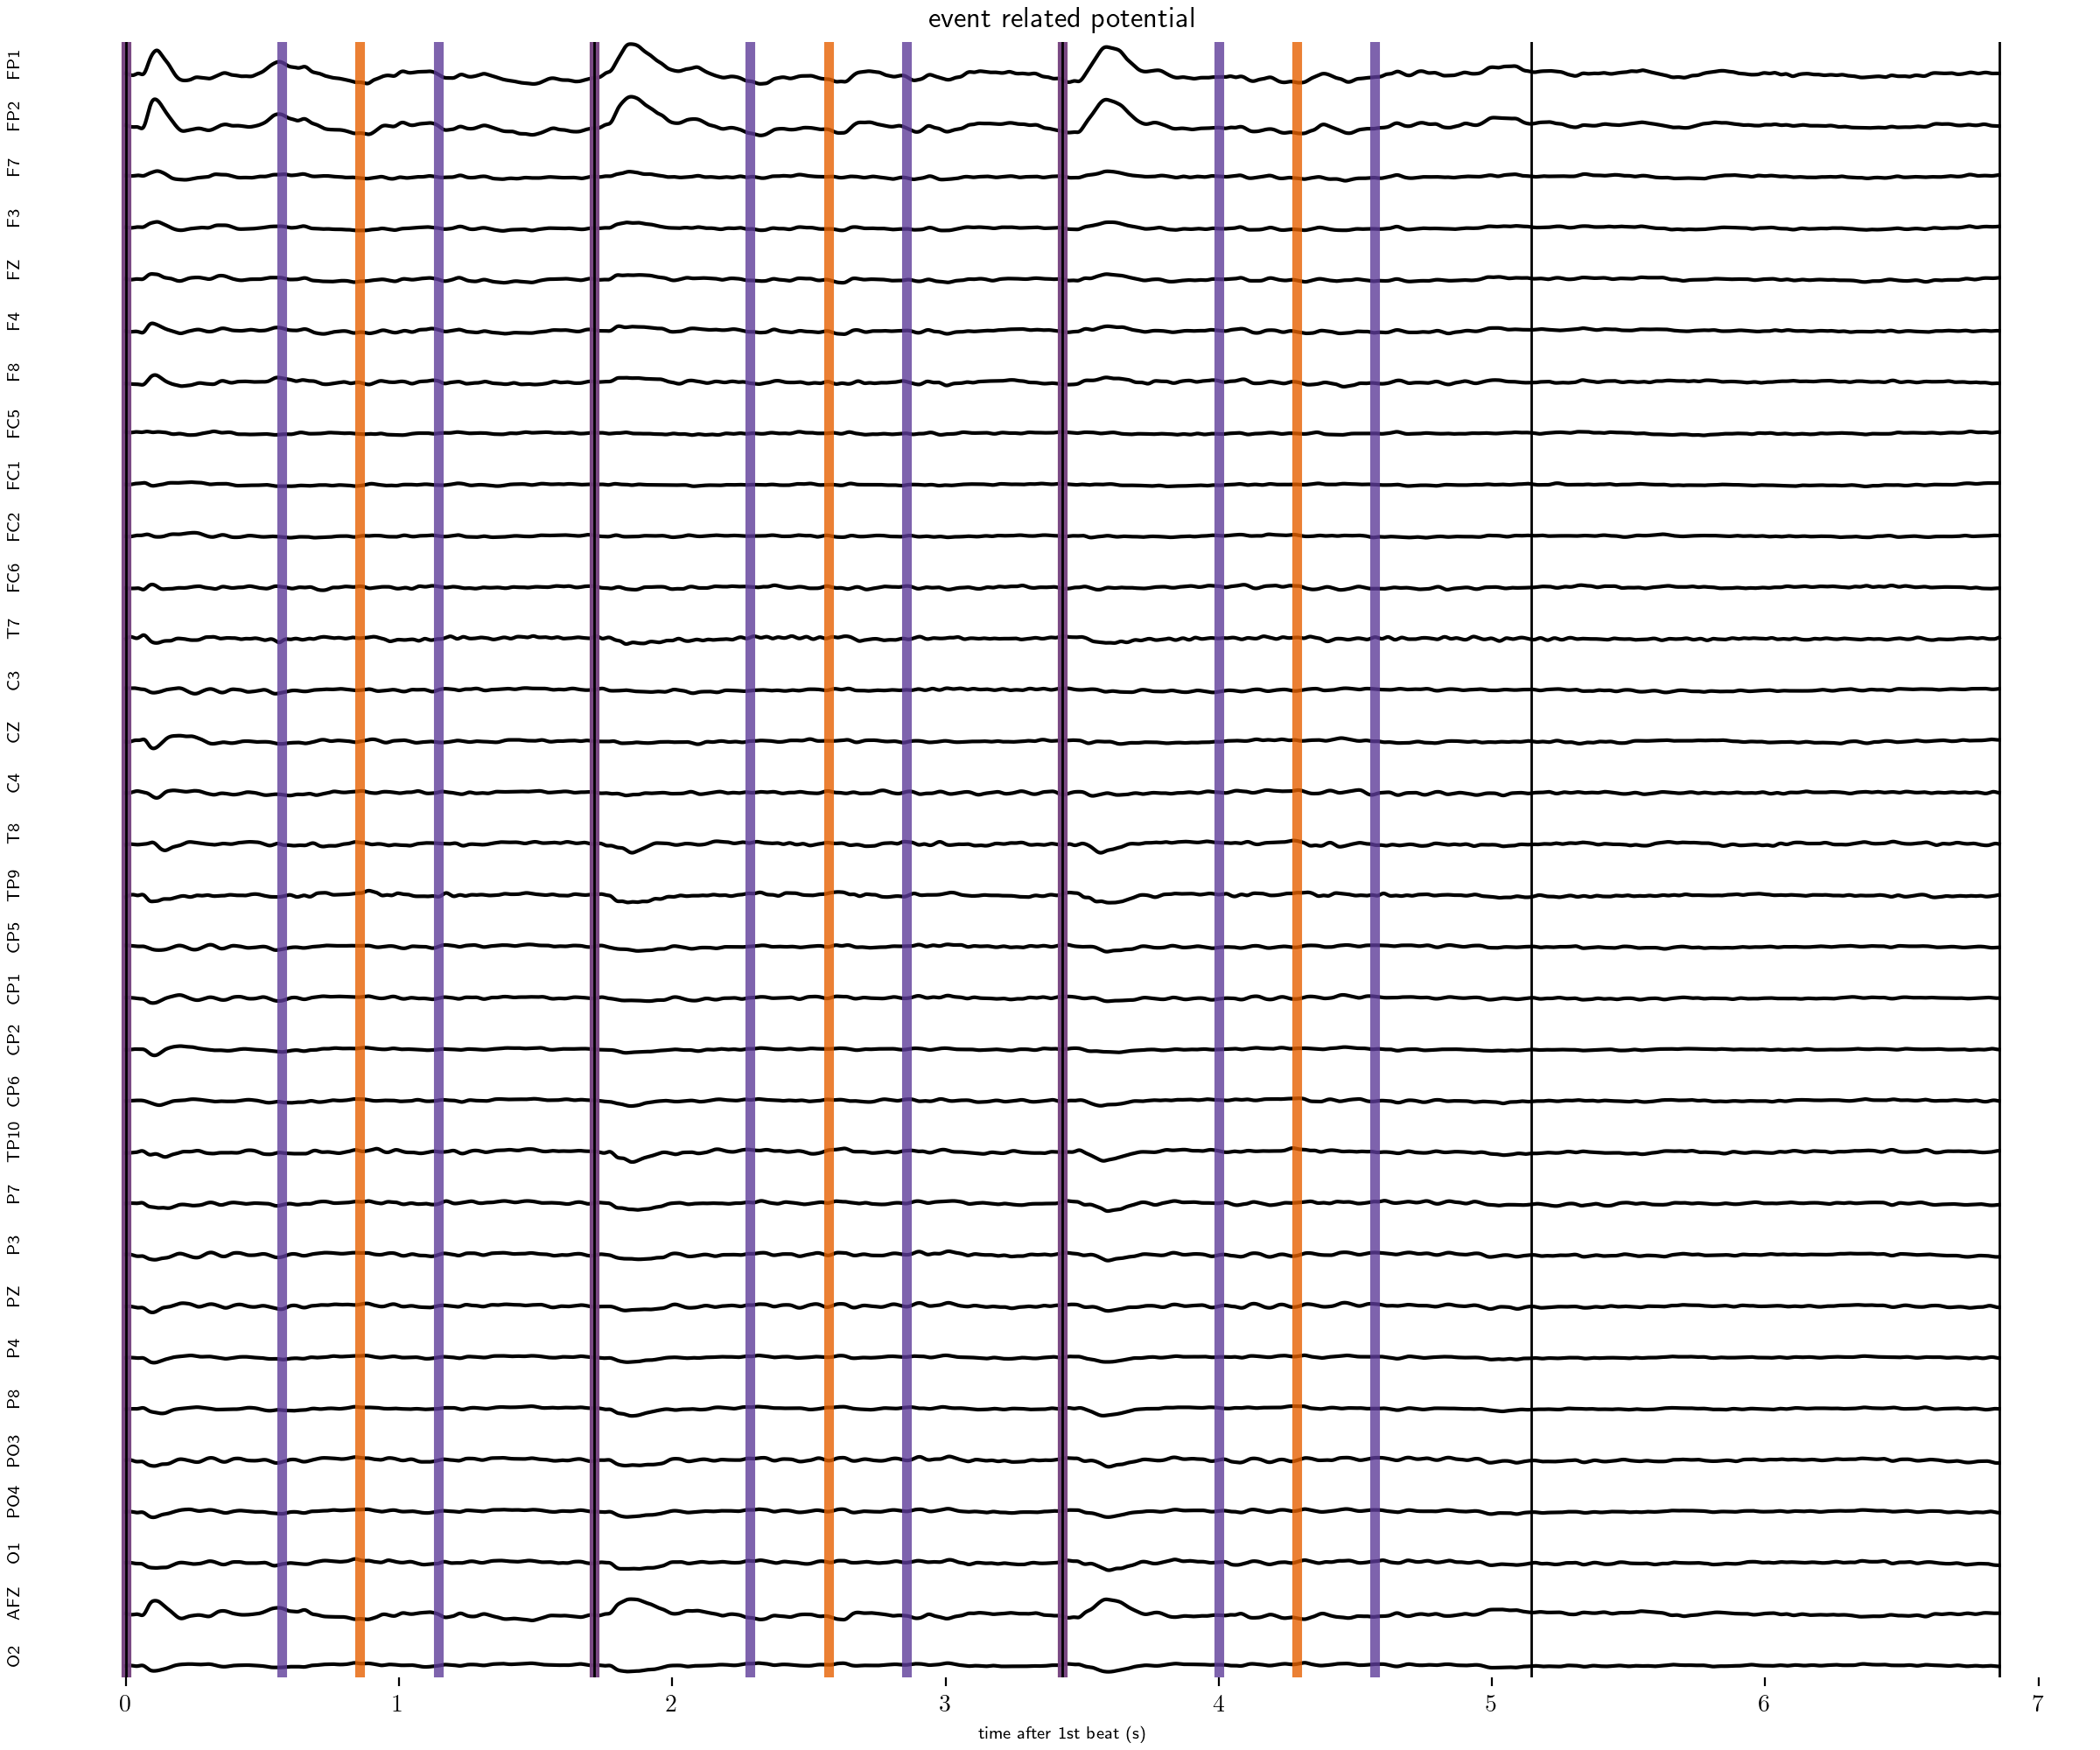 event related potential
FP1
FP2
F7
F3
FZ
F4
F8
FC5
FC1
FC2
FC6
T7
C3
CZ
C4
T8
TP9
CP5
CP1
CP2
CP6
TP10
P7
P3
PZ
P4
P8
PO3
PO4
O1
AFZ
O2
0 1 2 3 4 5 6 7
time after 1st beat (s)